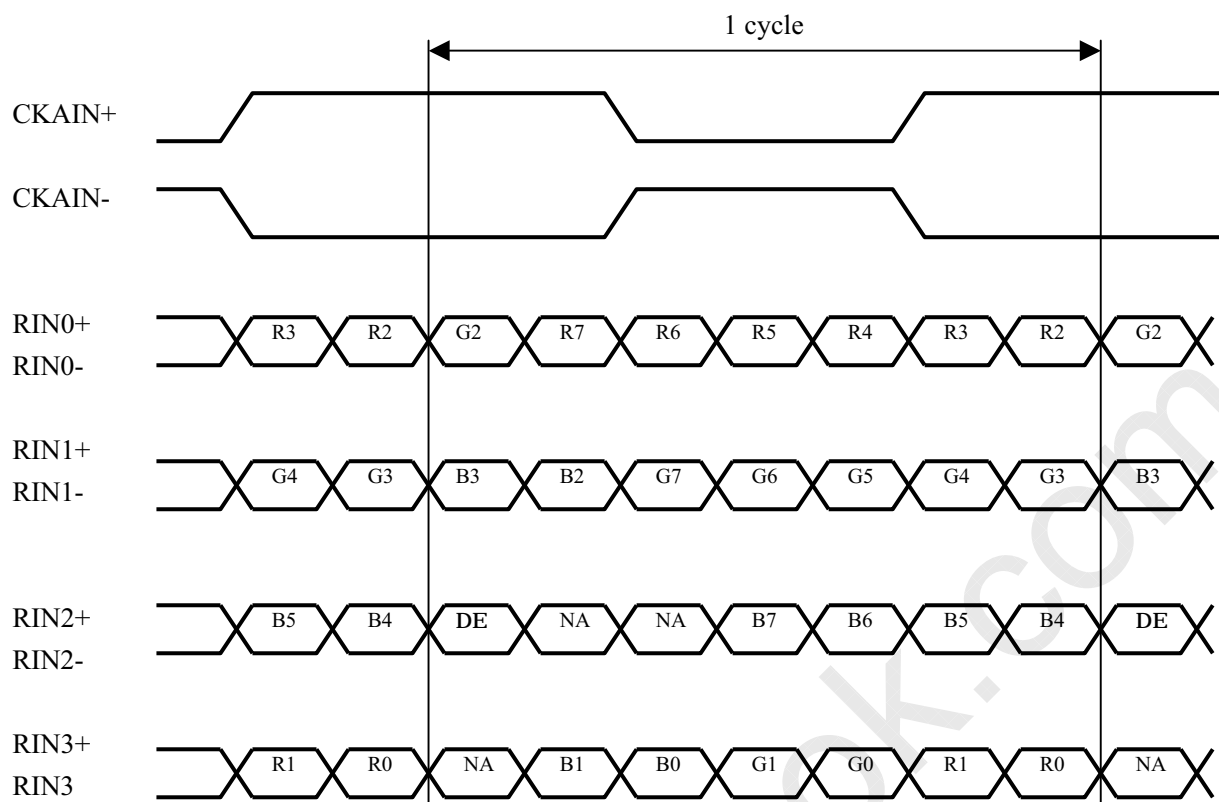 1 cycle
CKAIN+
CKAIN-
RIN0+
R3 R2 G2 R7 R6 R5 R4 R3 R2 G2
RIN0-
RIN1+
G4 G3 B3 B2 G7 G6 G5 G4 G3 B3
RIN1-
RIN2+
B5 B4 DE NA NA B7 B6 B5 B4 DE
RIN2-
RIN3+
R1 R0 NA B1 B0 G1 G0 R1 R0 NA
RIN3
ok.com